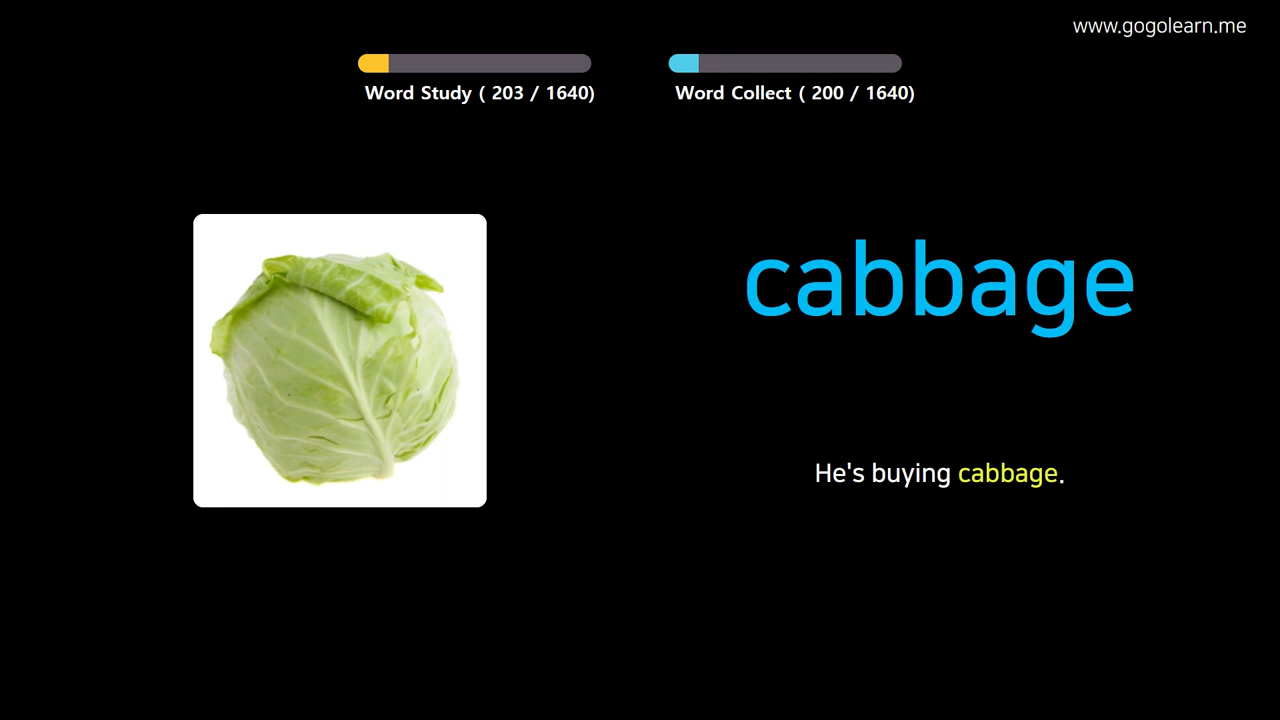 www.gogolearn.me
Word Study ( 203 / 1640)
Word Collect ( 200 / 1640)
cabbage
He's buying cabbage.